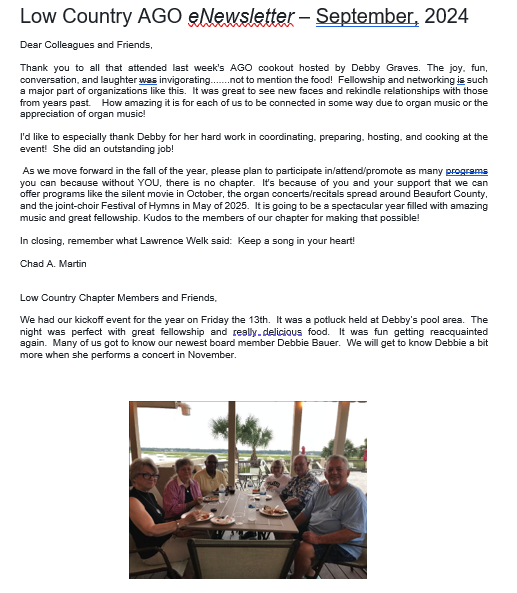 Low Country AGO eNewsletter – September, 2024
Dear Colleagues and Friends,
Thank you to all that attended last week's AGO cookout hosted by Debby Graves. The joy, fun,
conversation, and laughter was invigorating.......not to mention the food! Fellowship and networking is such
a major part of organizations like this. It was great to see new faces and rekindle relationships with those
from years past. How amazing it is for each of us to be connected in some way due to organ music or the
appreciation of organ music!
I'd like to especially thank Debby for her hard work in coordinating, preparing, hosting, and cooking at the
event! She did an outstanding job!
As we move forward in the fall of the year, please plan to participate in/attend/promote as many programs
you can because without YOU, there is no chapter. It's because of you and your support that we can
offer programs like the silent movie in October, the organ concerts/recitals spread around Beaufort County,
and the joint-choir Festival of Hymns in May of 2025. It is going to be a spectacular year filled with amazing
music and great fellowship. Kudos to the members of our chapter for making that possible!
In closing, remember what Lawrence Welk said: Keep a song in your heart!
Chad A. Martin
Low Country Chapter Members and Friends,
We had our kickoff event for the year on Friday the 13th. It was a potluck held at Debby's pool area. The
night was perfect with great fellowship and really delicious food. It was fun getting reacquainted
again. Many of us got to know our newest board member Debbie Bauer. We will get to know Debbie a bit
more when she performs a concert in November.